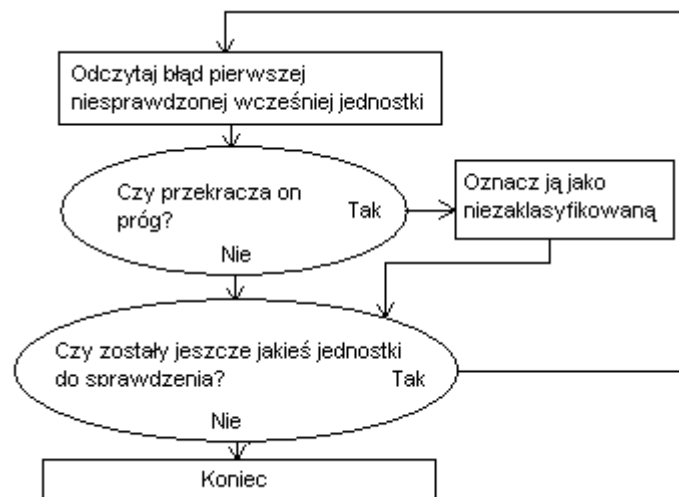 Odczytaj błąd pierwszej
niesprawdzonej wcześniej jednostki
Czy przekracza on
próg?
Tak
Nie
Oznacz ją jako
niezaklasyfikowaną
Czy zostały jeszcze jakieś jednostki
do sprawdzenia?
Tak
Nie
Koniec